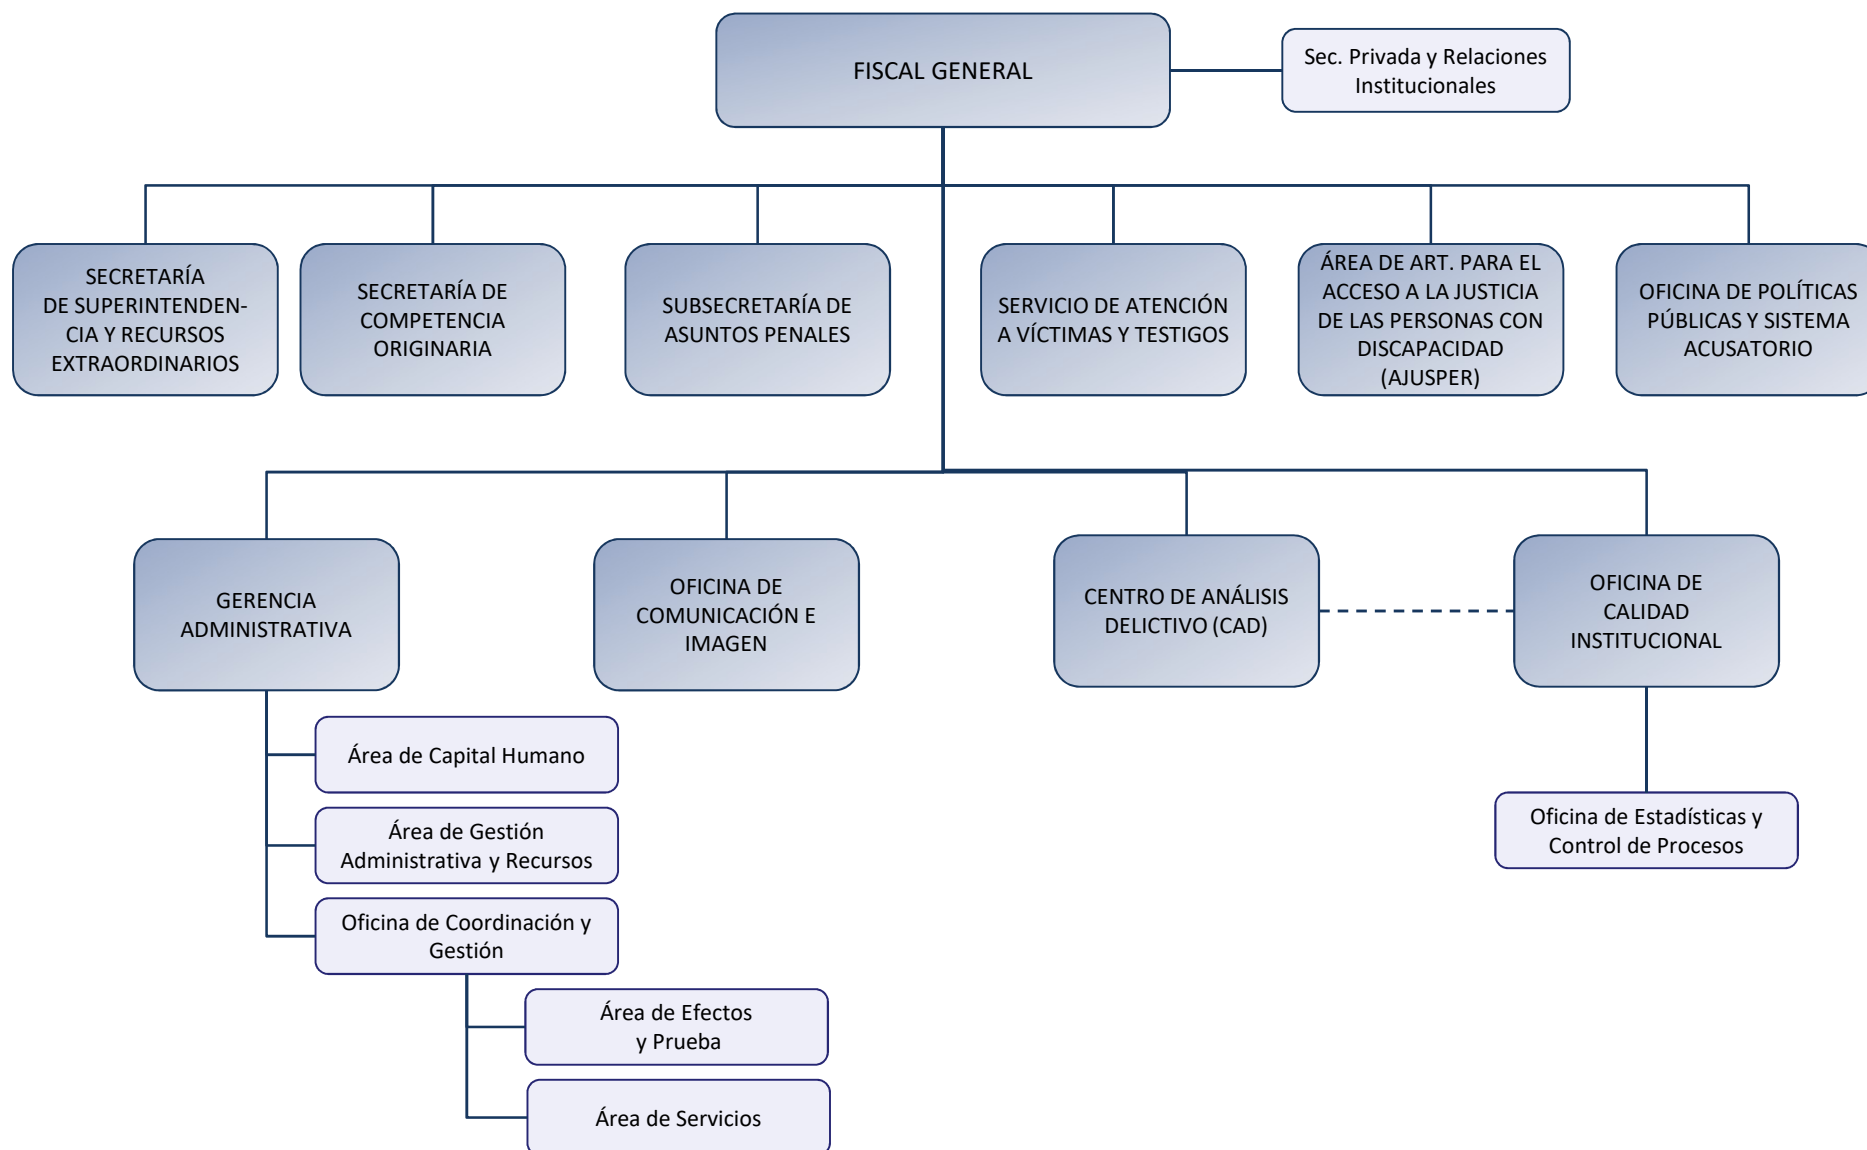 FISCAL GENERAL
Sec. Privada y Relaciones
Institucionales
SECRETARÍA
DE SUPERINTENDEN-
CIA Y RECURSOS
EXTRAORDINARIOS
SECRETARÍA DE
COMPETENCIA
ORIGINARIA
SUBSECRETARÍA DE
ASUNTOS PENALES
SERVICIO DE ATENCIÓN
A VÍCTIMAS Y TESTIGOS
ÁREA DE ART. PARA EL
ACCESO A LA JUSTICIA
DE LAS PERSONAS CON
DISCAPACIDAD
(AJUSPER)
OFICINA DE POLÍTICAS
PÚBLICAS Y SISTEMA
ACUSATORIO
GERENCIA
ADMINISTRATIVA
OFICINA DE
COMUNICACIÓN E
IMAGEN
CENTRO DE ANÁLISIS
DELICTIVO (CAD)
OFICINA DE
CALIDAD
INSTITUCIONAL
Área de Capital Humano
Área de Gestión
Administrativa y Recursos
Oficina de Coordinación y
Gestión
Área de Efectos
y Prueba
Área de Servicios
Oficina de Estadísticas y
Control de Procesos